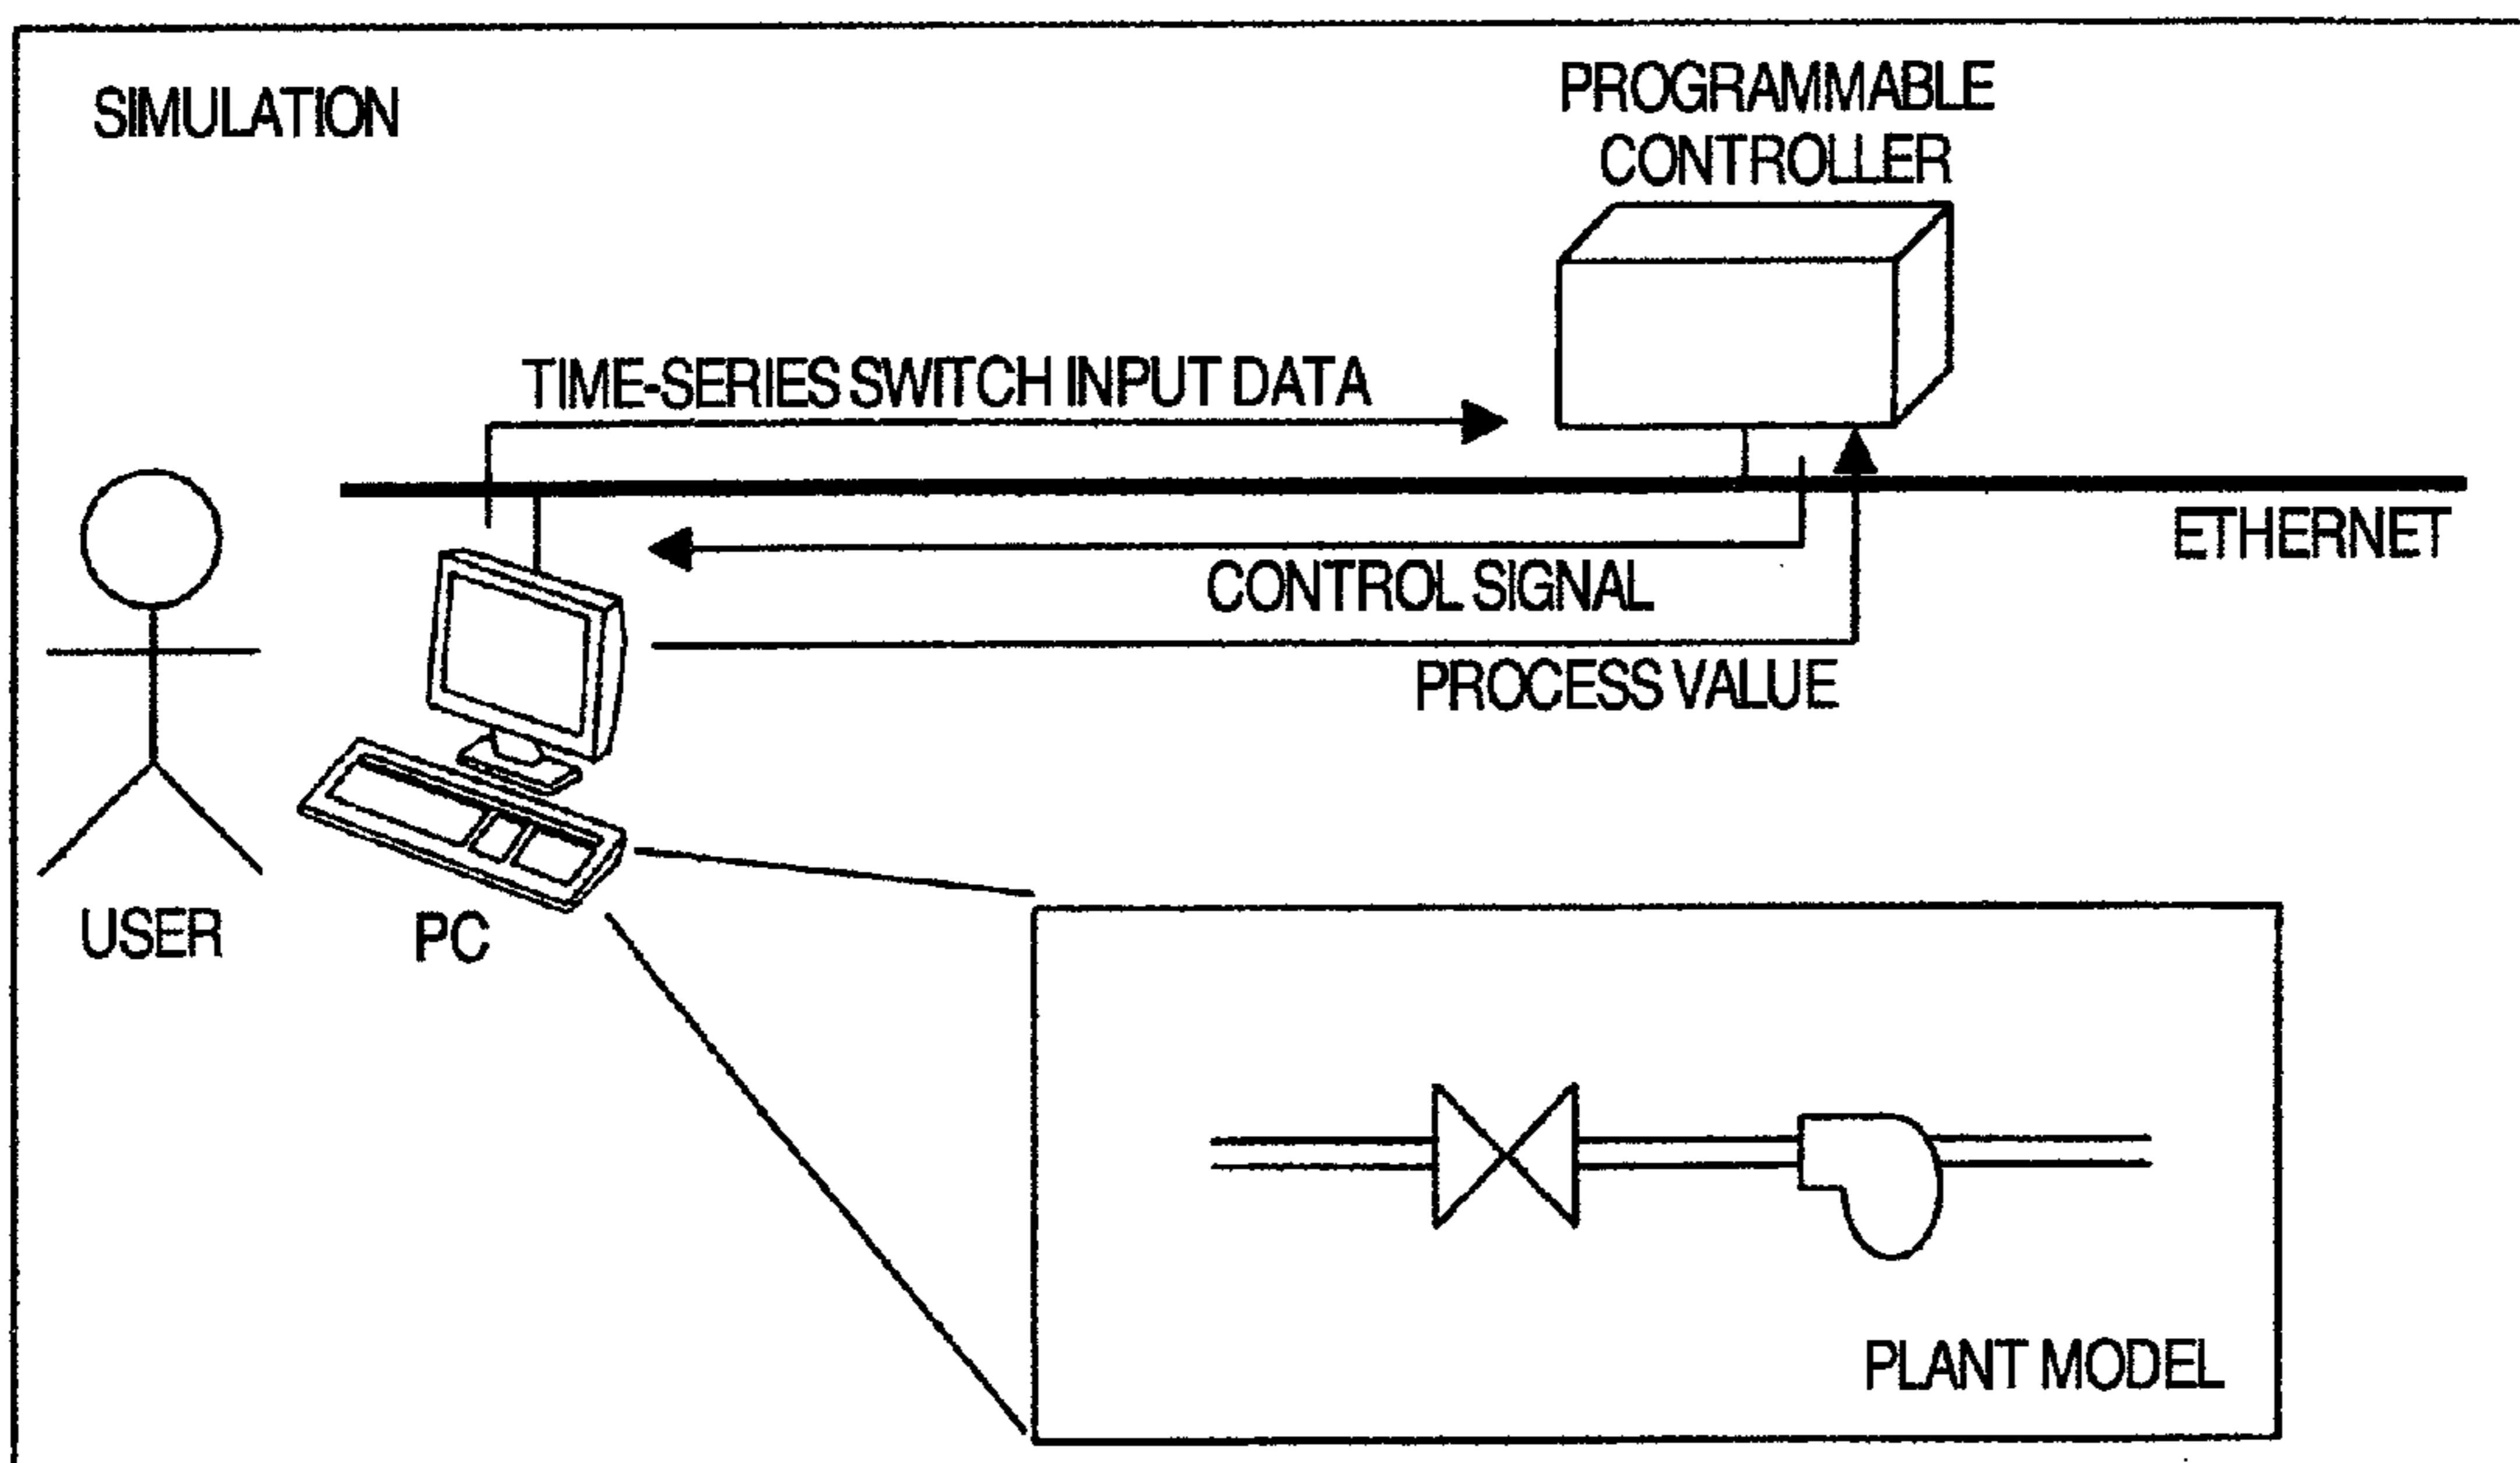 SIMULATION
PROGRAMMABLE
CONTROLLER
TIME-SERIES SWITCH INPUT DATA
ETHERNET
CONTROL SIGNAL
PROCESS VALUE
USER
PC
PLANT MODEL